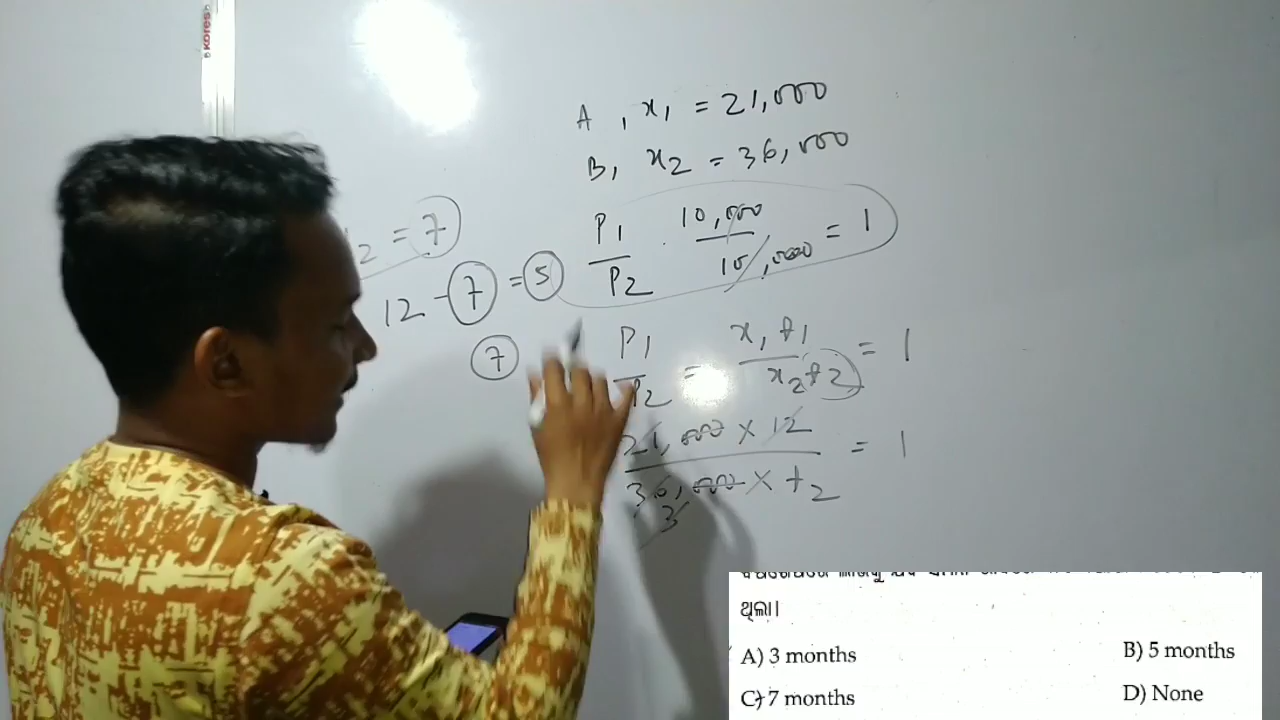 Kores
A , x₁ = 21,000
B, x₂ = 36,000
P₁ / P₂ 10,000 / 10,000 = 1
₂ = 7
12 - 7 = 5
7
P₁ / P₂ = x₁ t₁ / x₂ t₂ = 1
21,000 × 12 / 36,000 × t₂ = 1
3
ଥିଲା।
A) 3 months
B) 5 months
C) 7 months
D) None